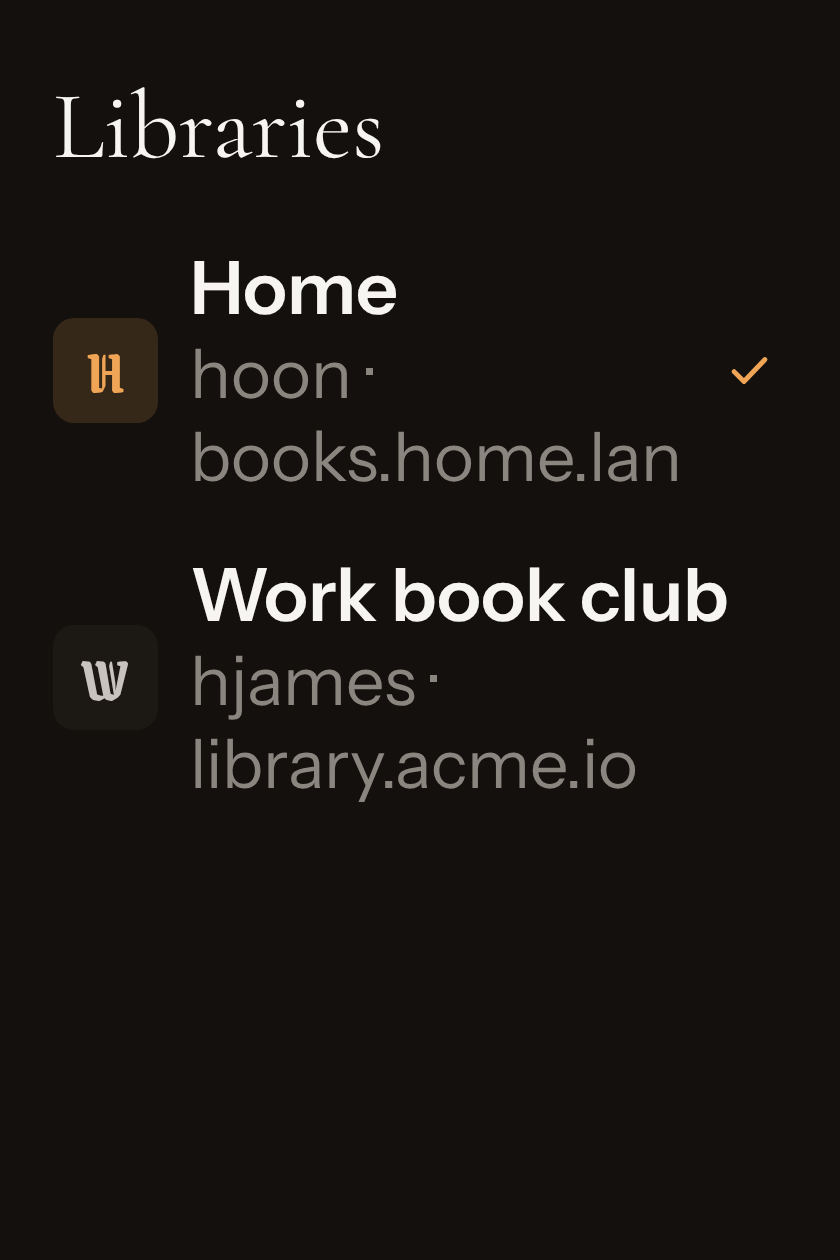 Libraries
Home
H
hoon ·
books.home.lan
Work book club
W
hjames ·
library.acme.io